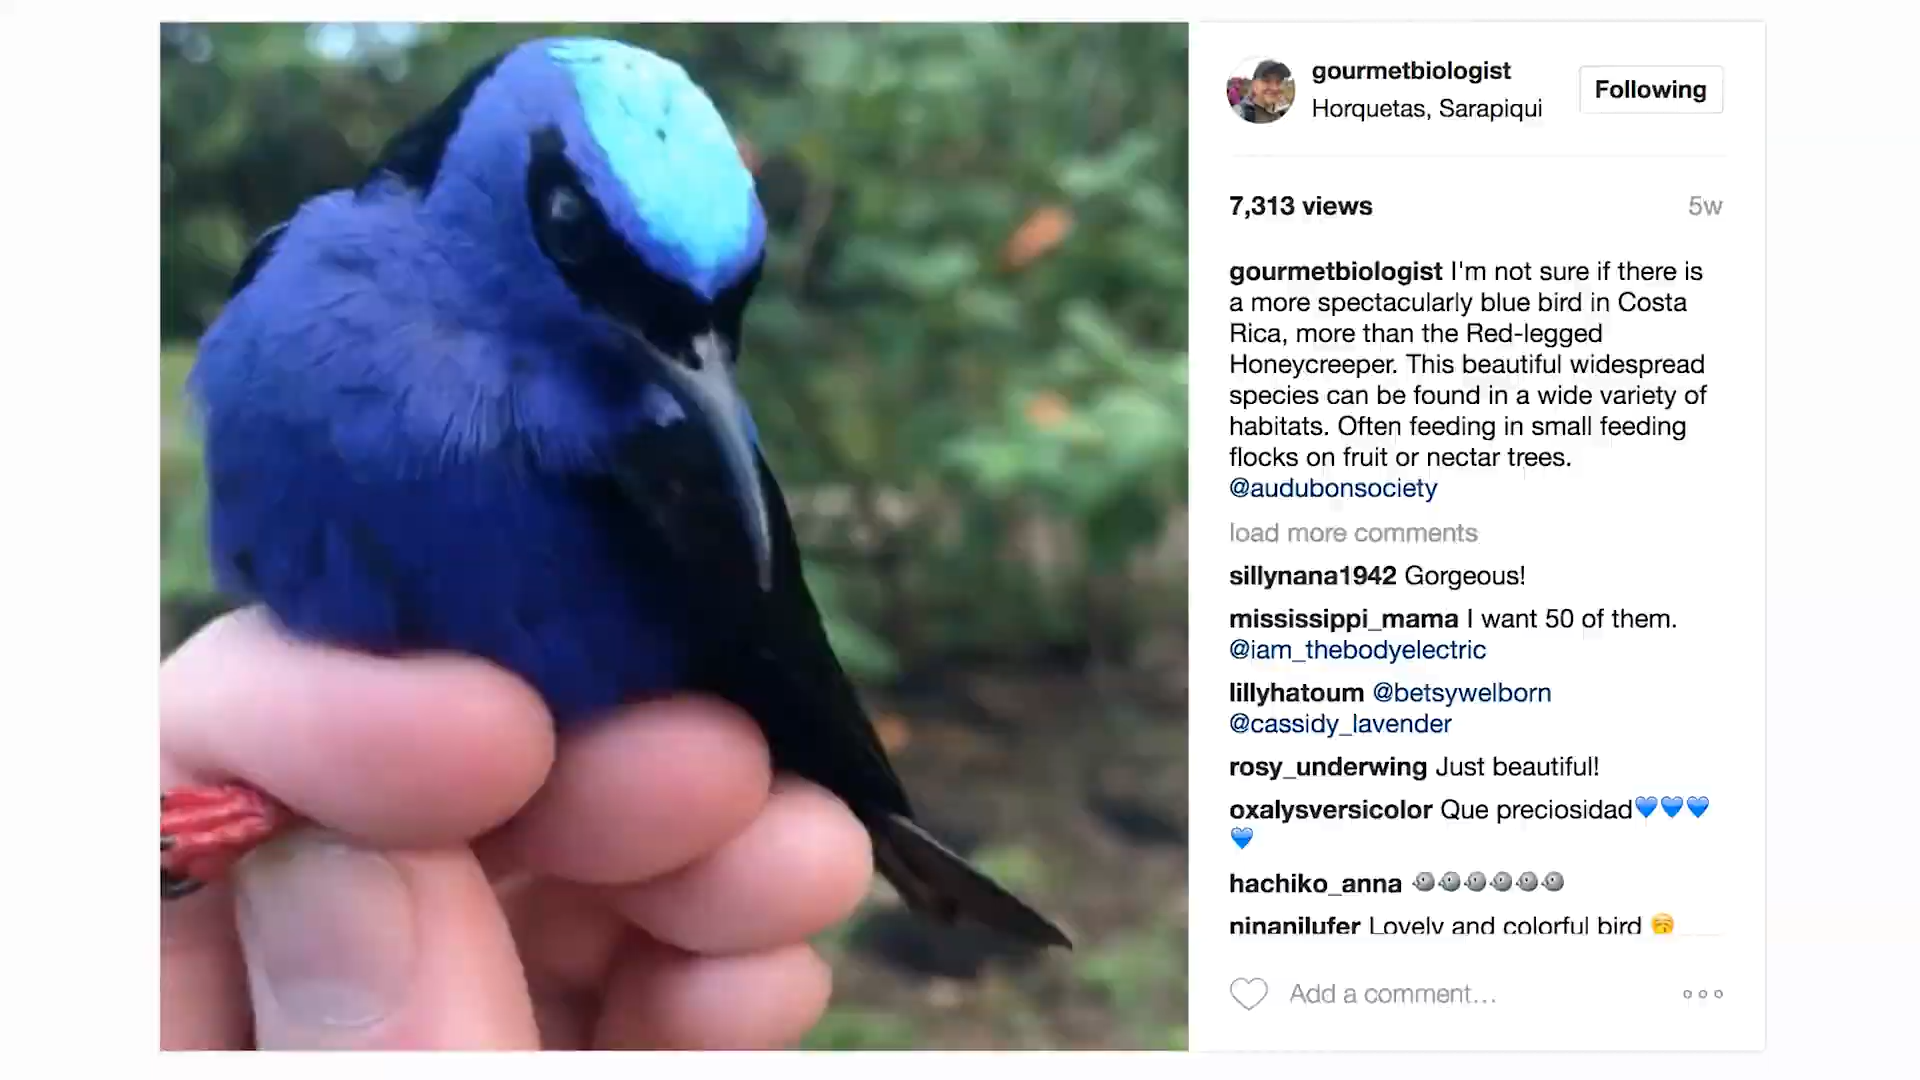 gourmetbiologist
Horquetas, Sarapiqui
Following
7,313 views
5w
gourmetbiologist I'm not sure if there is
a more spectacularly blue bird in Costa
Rica, more than the Red-legged
Honeycreeper. This beautiful widespread
species can be found in a wide variety of
habitats. Often feeding in small feeding
flocks on fruit or nectar trees.
@audubonsociety
load more comments
sillynana1942 Gorgeous!
mississippi_mama I want 50 of them.
@iam_thebodyelectric
lillyhatoum @betsywelborn
@cassidy_lavender
rosy_underwing Just beautiful!
oxalysversicolor Que preciosidad💙💙💙
💙
hachiko_anna 🐦🐦🐦🐦🐦🐦
ninanilufer Lovely and colorful bird 😚
Add a comment...